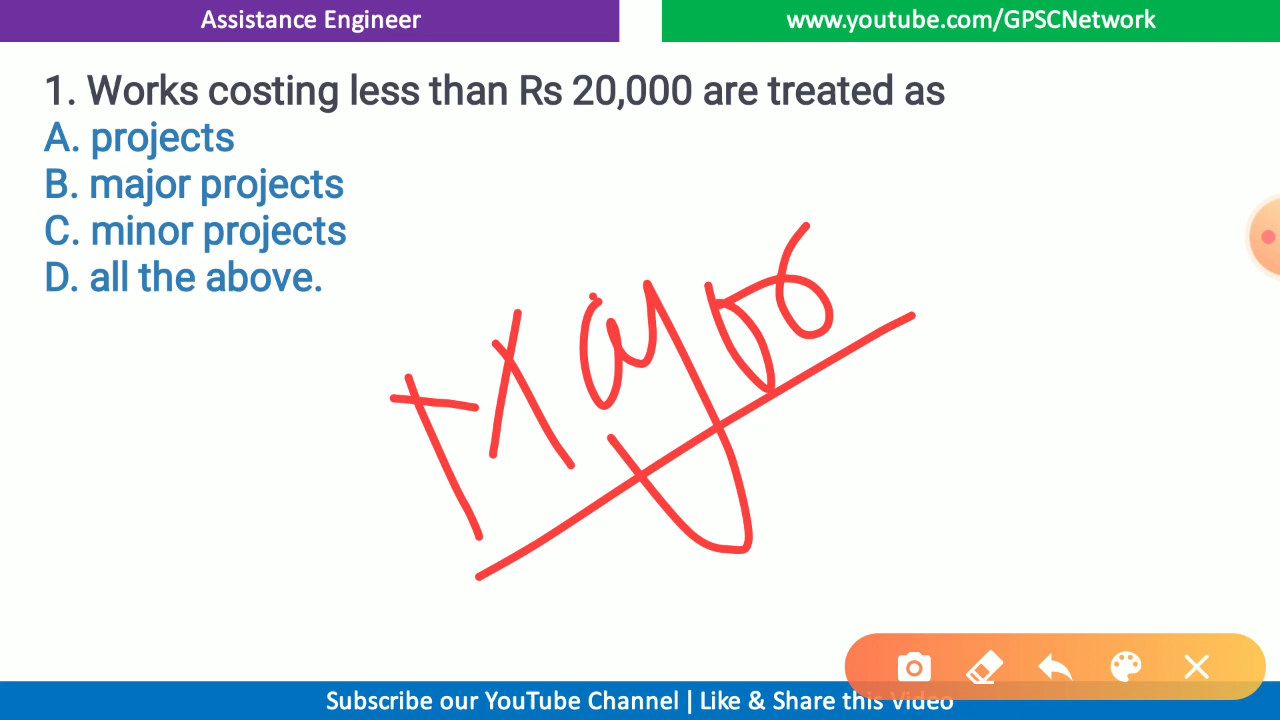 Assistance Engineer
www.youtube.com/GPSCNetwork
1. Works costing less than Rs 20,000 are treated as
A. projects
B. major projects
C. minor projects
D. all the above.
Subscribe our YouTube Channel | Like & Share this Video